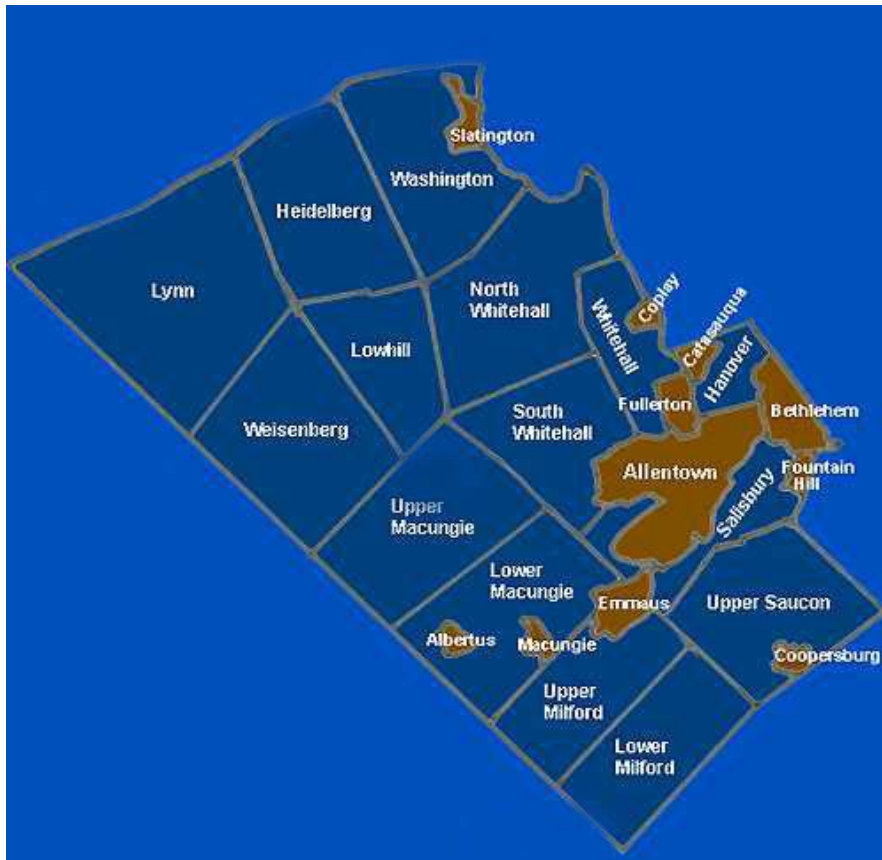 Slatington
Washington
Heidelberg
Lynn
North
Whitehall
Coplay
Whitehall
Catasauqua
Hanover
Lowhill
Fullerton
Bethlehem
South
Whitehall
Weisenberg
Allentown
Fountain
Hill
Salisbury
Upper
Macungie
Lower
Macungie
Emmaus
Upper Saucon
Albertus
Macungie
Coopersburg
Upper
Milford
Lower
Milford